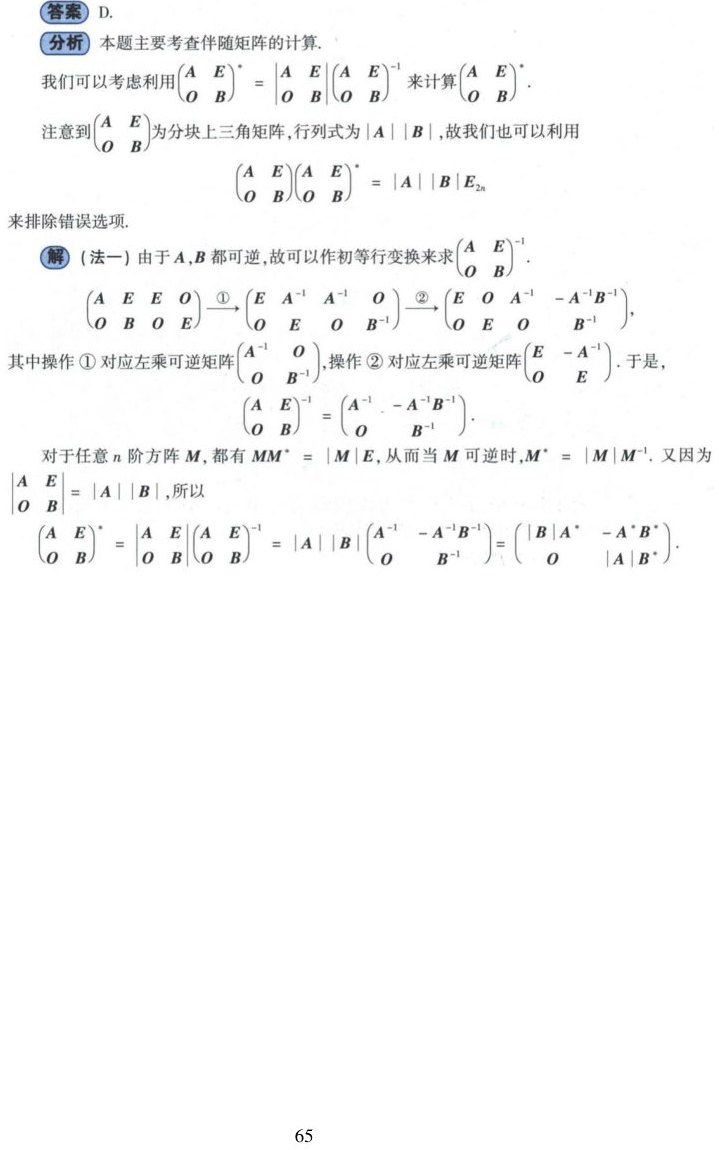 答案 D.
分析 本题主要考查伴随矩阵的计算.
我们可以考虑利用$\begin{pmatrix} A & E \\ O & B \end{pmatrix}^* = \begin{vmatrix} A & E \\ O & B \end{vmatrix} \begin{pmatrix} A & E \\ O & B \end{pmatrix}^{-1}$来计算$\begin{pmatrix} A & E \\ O & B \end{pmatrix}^*$.
注意到$\begin{pmatrix} A & E \\ O & B \end{pmatrix}$为分块上三角矩阵,行列式为$|A||B|$,故我们也可以利用
$\begin{pmatrix} A & E \\ O & B \end{pmatrix} \begin{pmatrix} A & E \\ O & B \end{pmatrix}^* = |A||B|E_{2n}$
来排除错误选项.
解 (法一) 由于$A$,$B$都可逆,故可以作初等行变换来求$\begin{pmatrix} A & E \\ O & B \end{pmatrix}^{-1}$.
$\begin{pmatrix} A & E & E & O \\ O & B & O & E \end{pmatrix} \xrightarrow{①} \begin{pmatrix} E & A^{-1} & A^{-1} & O \\ O & E & O & B^{-1} \end{pmatrix} \xrightarrow{②} \begin{pmatrix} E & O & A^{-1} & -A^{-1}B^{-1} \\ O & E & O & B^{-1} \end{pmatrix}$,
其中操作①对应左乘可逆矩阵$\begin{pmatrix} A^{-1} & O \\ O & B^{-1} \end{pmatrix}$,操作②对应左乘可逆矩阵$\begin{pmatrix} E & -A^{-1} \\ O & E \end{pmatrix}$.于是,
$\begin{pmatrix} A & E \\ O & B \end{pmatrix}^{-1} = \begin{pmatrix} A^{-1} & -A^{-1}B^{-1} \\ O & B^{-1} \end{pmatrix}$.
对于任意$n$阶方阵$M$,都有$MM^* = |M|E$,从而当$M$可逆时,$M^* = |M|M^{-1}$.又因为
$\begin{vmatrix} A & E \\ O & B \end{vmatrix} = |A||B|$,所以
$\begin{pmatrix} A & E \\ O & B \end{pmatrix}^* = \begin{vmatrix} A & E \\ O & B \end{vmatrix} \begin{pmatrix} A & E \\ O & B \end{pmatrix}^{-1} = |A||B| \begin{pmatrix} A^{-1} & -A^{-1}B^{-1} \\ O & B^{-1} \end{pmatrix} = \begin{pmatrix} |B|A^* & -A^*B^* \\ O & |A|B^* \end{pmatrix}$.
65